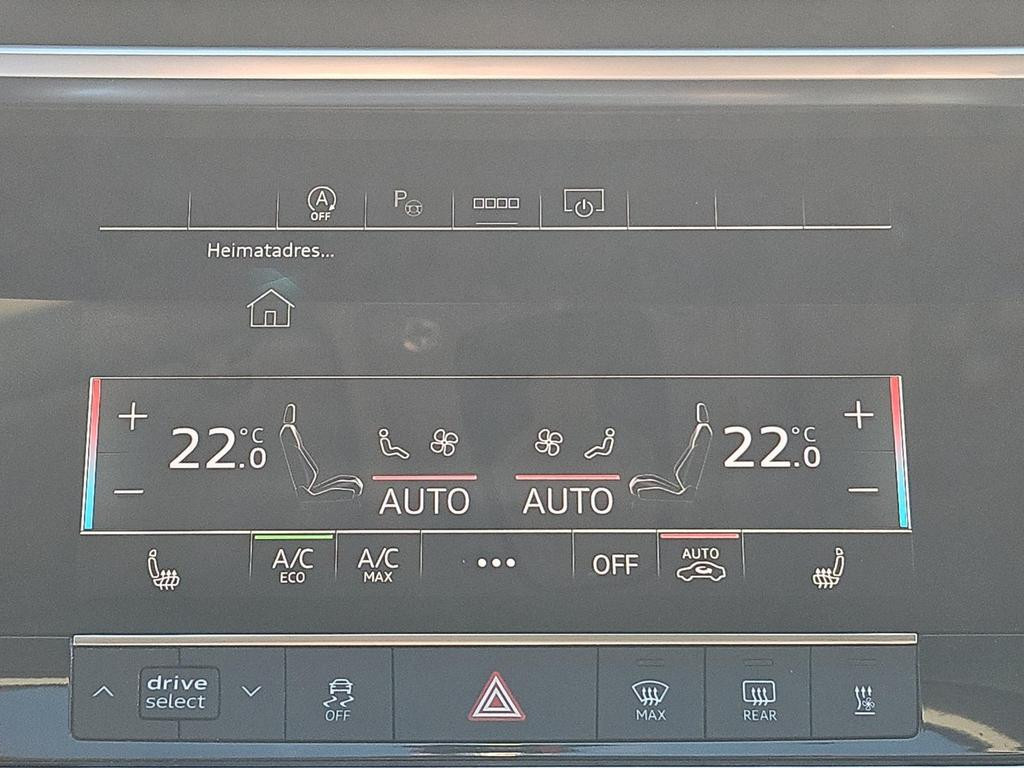 A
OFF
P
Heimatadres...
22.0 °C
AUTO
AUTO
22.0 °C
A/C
ECO
A/C
MAX
OFF
AUTO
drive
select
OFF
MAX
REAR